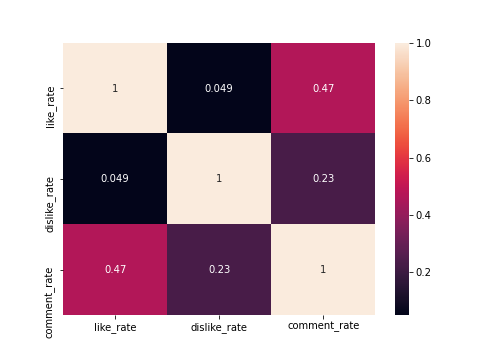 1.0
like_rate 1 0.049 0.47
0.8
0.6
dislike_rate 0.049 1 0.23
0.4
comment_rate 0.47 0.23 1
0.2
like_rate dislike_rate comment_rate